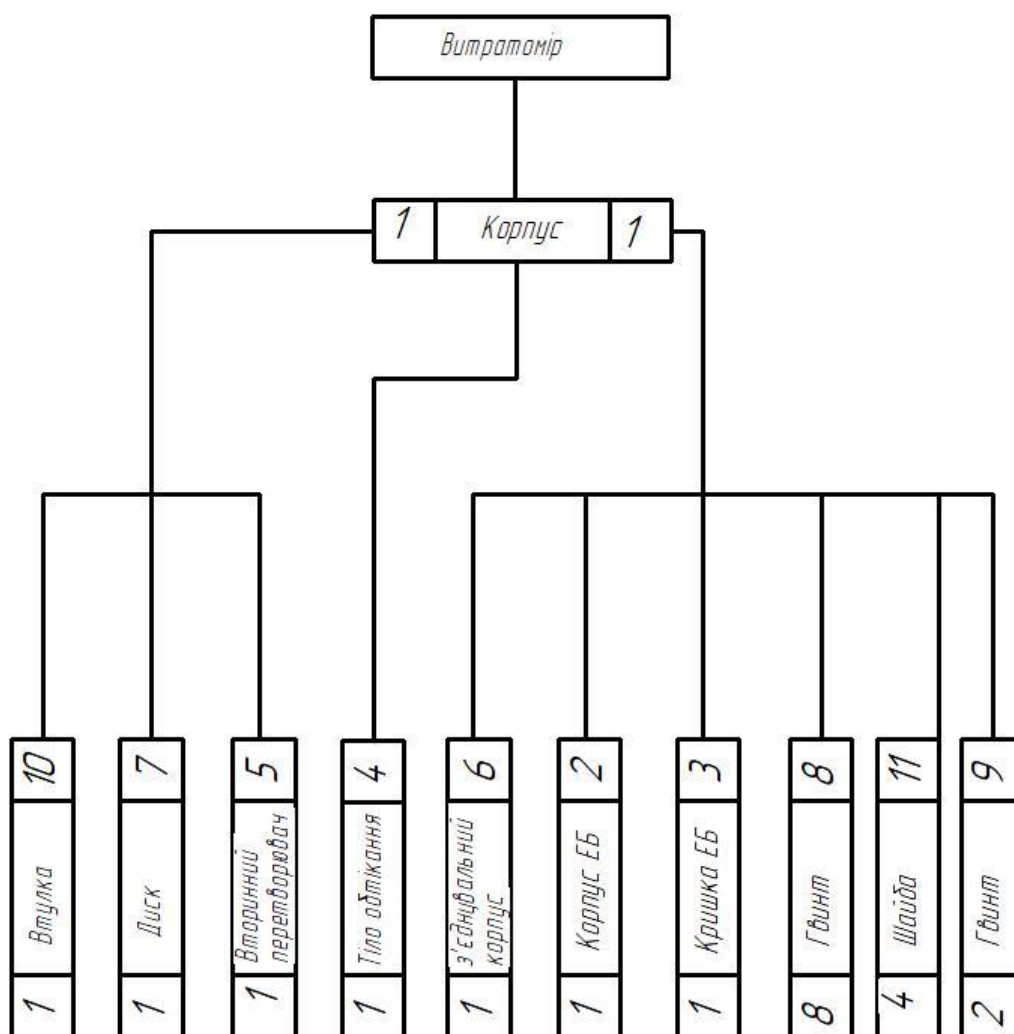 Витратомір
1 Корпус 1
10 7 5 4 6 2 3 8 11 9
Втулка
Диск
Вторинний
перетворювач
Тіло обтікання
з'єднувальний
корпус
Корпус ЕБ
Кришка ЕБ
Гвинт
Шайба
Гвинт
1 1 1 1 1 1 1 8 4 2